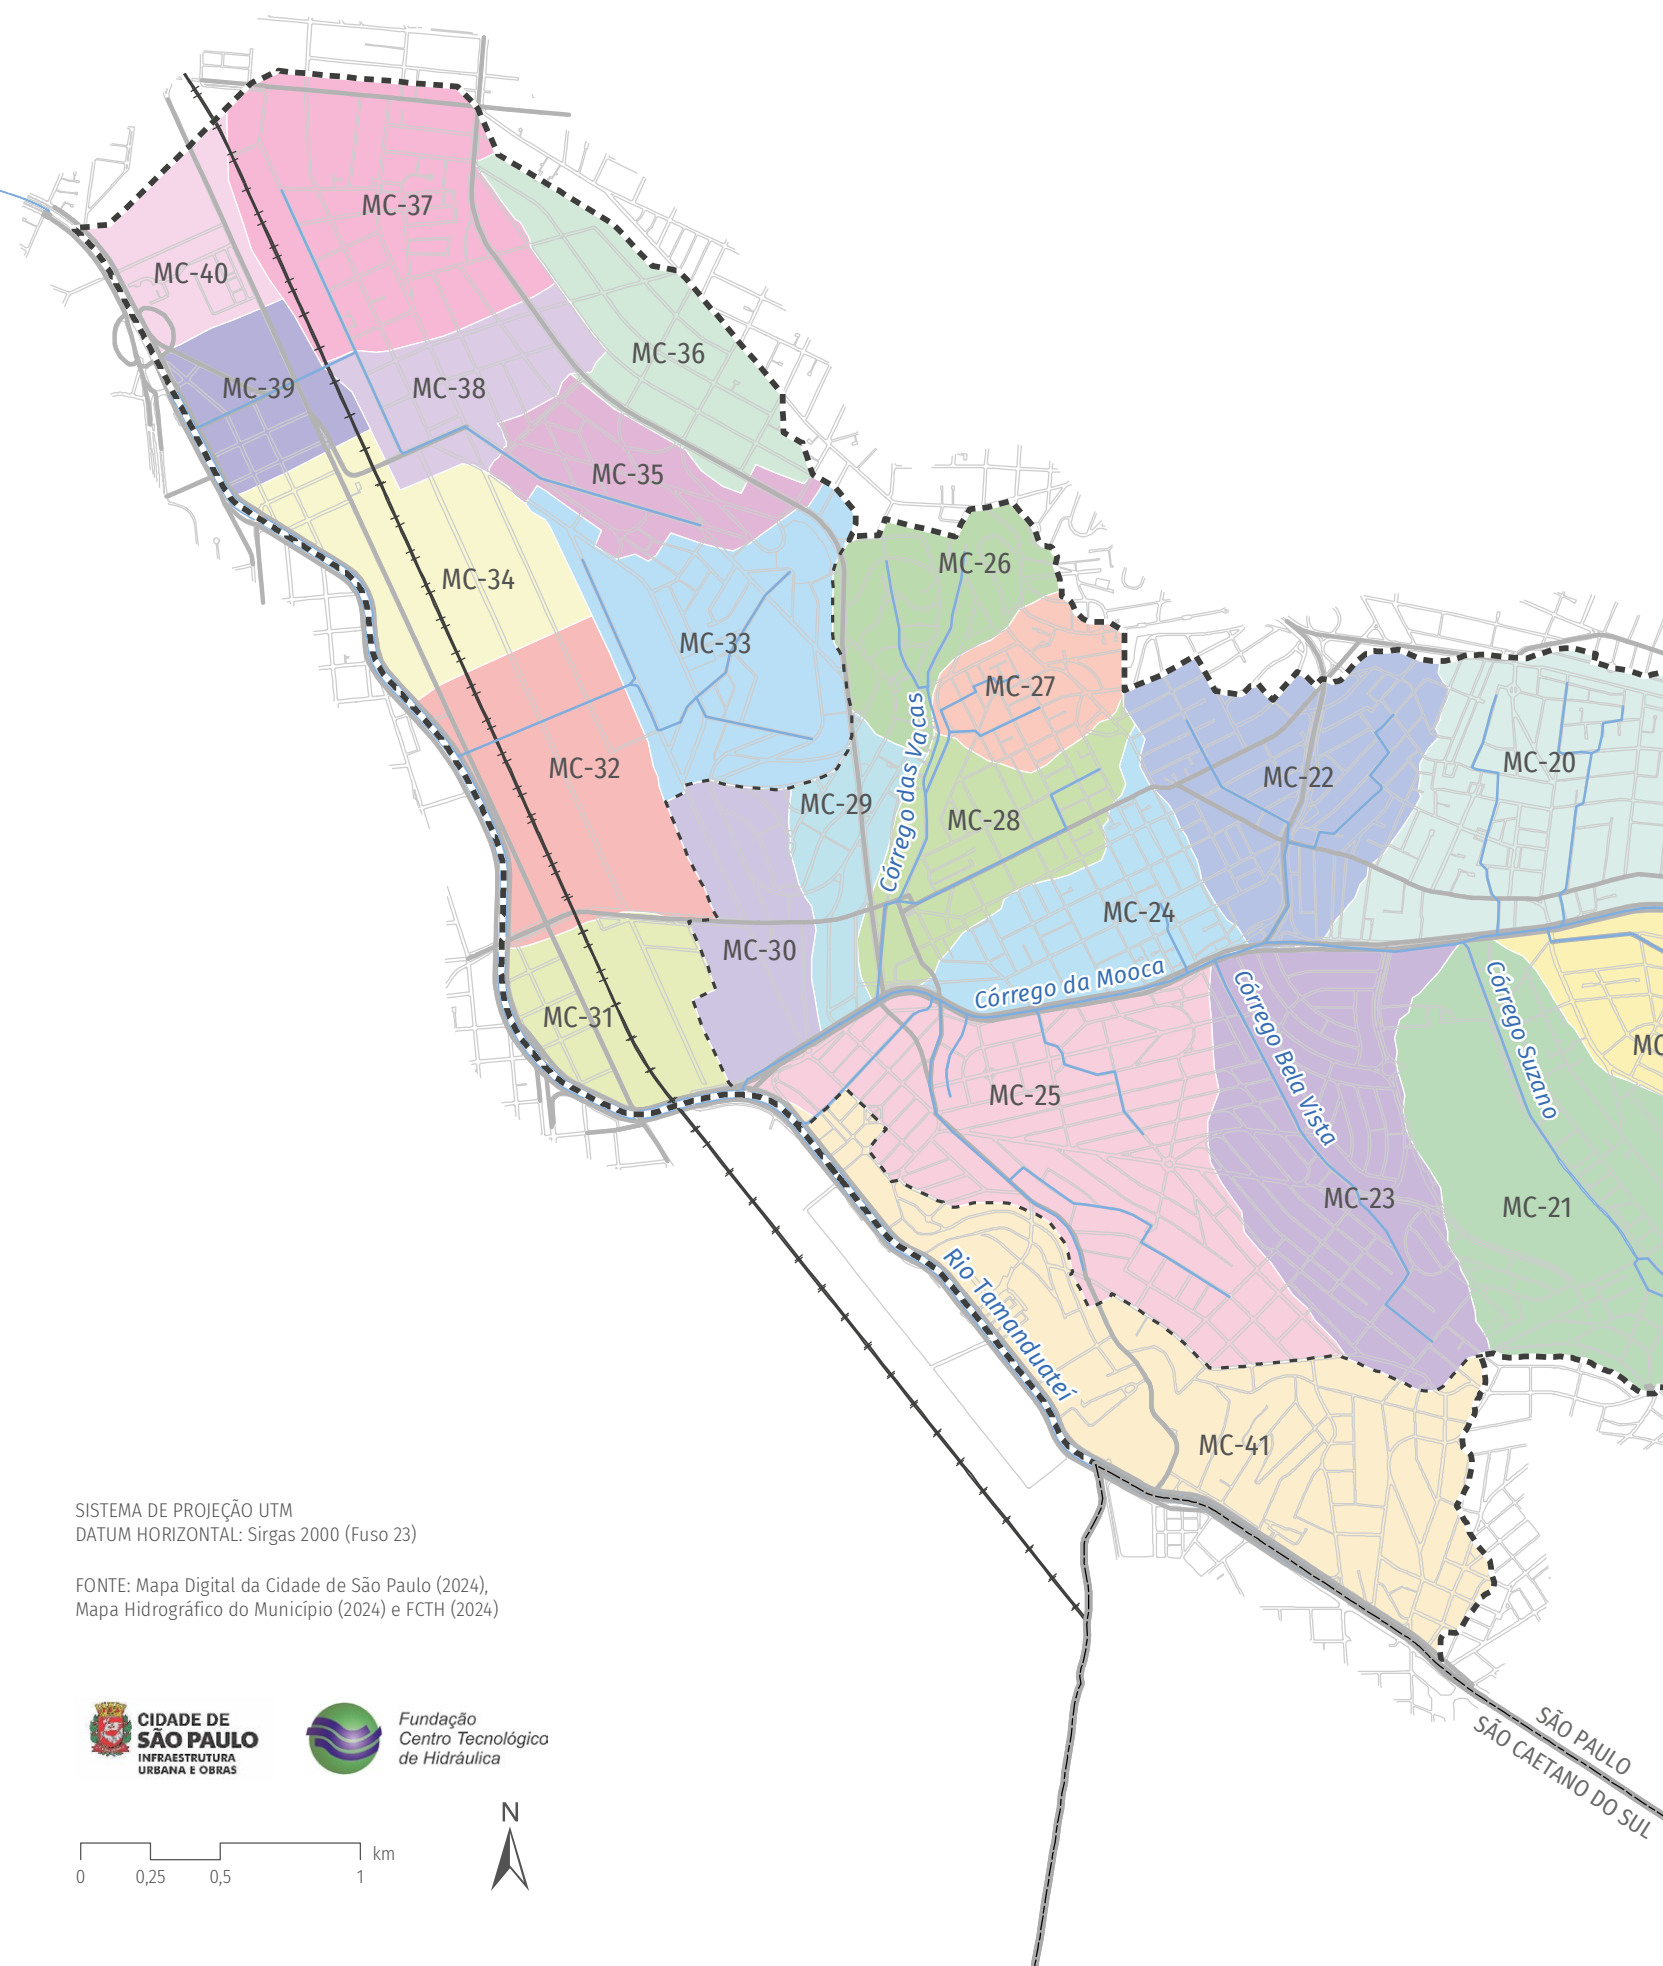 MC-37
MC-40
MC-36
MC-39
MC-38
MC-35
MC-26
MC-34
MC-33
MC-27
MC-32
MC-22
MC-20
MC-29
MC-28
Córrego das Vacas
MC-24
MC-30
Córrego da Mooca
MC-31
Córrego Bela Vista
Córrego Suzano
MC
MC-25
MC-23
MC-21
Rio Tamanduateí
MC-41
SISTEMA DE PROJEÇÃO UTM
DATUM HORIZONTAL: Sirgas 2000 (Fuso 23)
FONTE: Mapa Digital da Cidade de São Paulo (2024),
Mapa Hidrográfico do Município (2024) e FCTH (2024)
CIDADE DE
SÃO PAULO
INFRAESTRUTURA
URBANA E OBRAS
Fundação
Centro Tecnológico
de Hidráulica
SÃO PAULO
SÃO CAETANO DO SUL
N
km
0 0,25 0,5 1